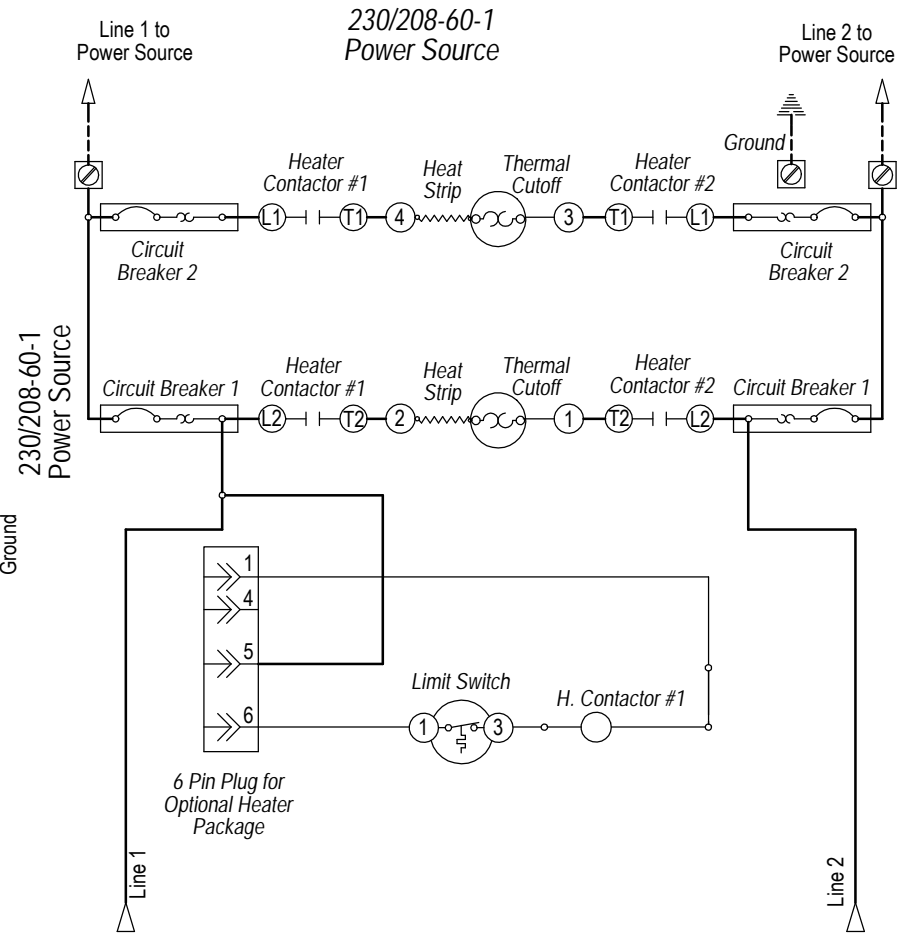 230/208-60-1
Power Source
Line 1 to
Power Source
Line 2 to
Power Source
Ground
Heater
Contactor #1
Heat
Strip
Thermal
Cutoff
Heater
Contactor #2
L1
T1
4
3
T1
L1
Circuit
Breaker 2
Circuit
Breaker 2
230/208-60-1
Power Source
Circuit Breaker 1
Heater
Contactor #1
Heat
Strip
Thermal
Cutoff
Heater
Contactor #2
Circuit Breaker 1
L2
T2
2
1
T2
L2
Ground
1
4
5
6
Limit Switch
1
3
H. Contactor #1
6 Pin Plug for
Optional Heater
Package
Line 1
Line 2